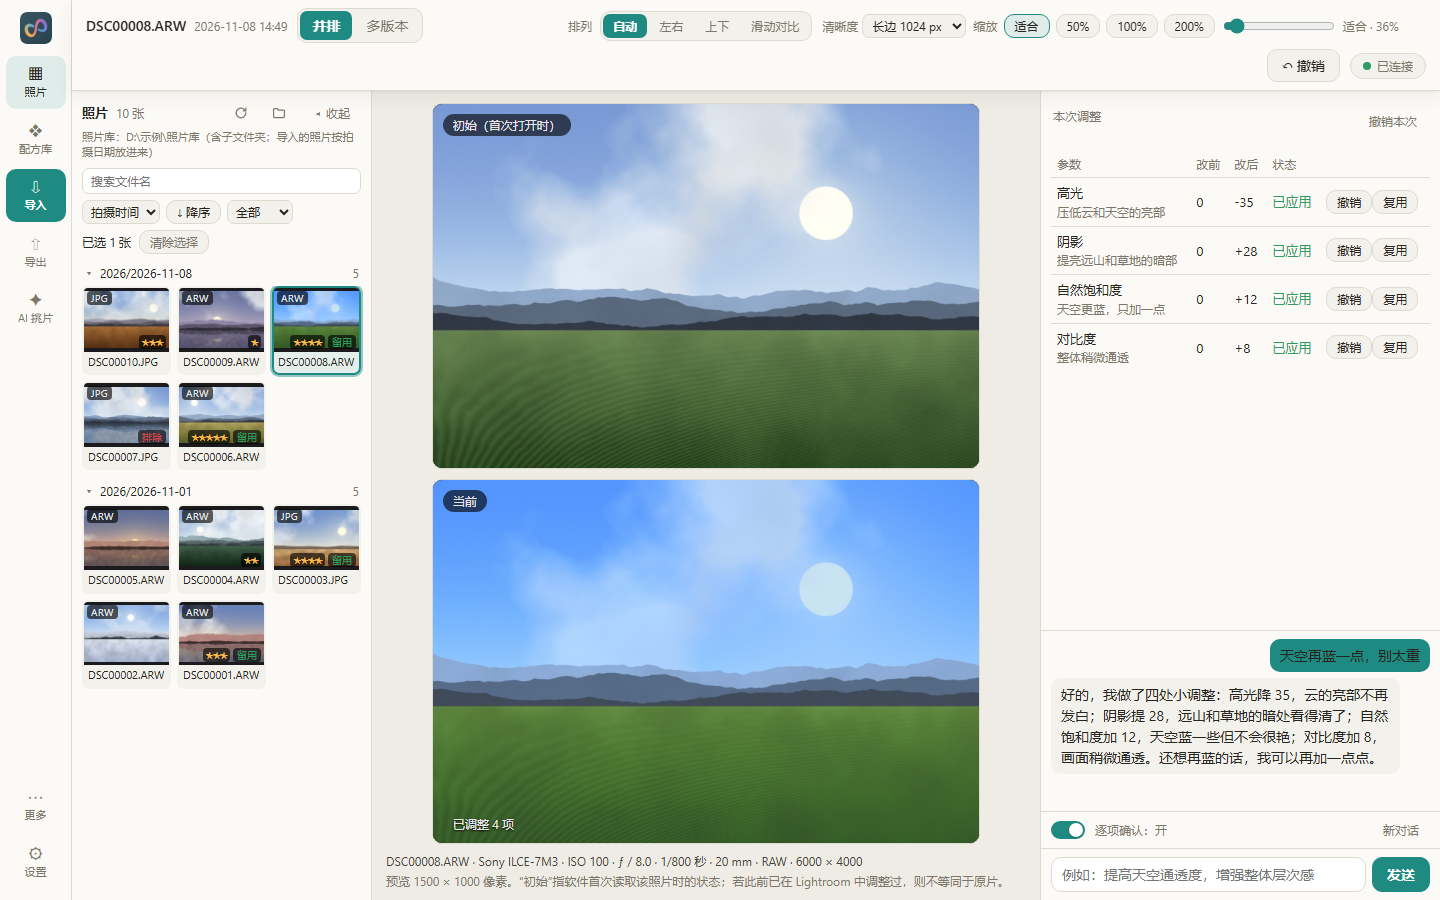 DSC00008.ARW 2026-11-08 14:49 并排 多版本 排列 自动 左右 上下 滑动对比 清晰度 长边 1024 px 缩放 适合 50% 100% 200% 适合 · 36%
撤销 已连接
照片
配方库
导入
导出
AI 挑片
更多
设置
照片 10 张 收起
照片库：D:\示例\照片库（含子文件夹；导入的照片按拍
摄日期放进来）
搜索文件名
拍摄时间 ↓ 降序 全部
已选 1 张 清除选择
2026/2026-11-08 5
JPG ARW ARW
★★★ ★ ★★★★ 留用
DSC00010.JPG DSC00009.ARW DSC00008.ARW
JPG ARW
排除 ★★★★★ 留用
DSC00007.JPG DSC00006.ARW
2026/2026-11-01 5
ARW ARW JPG
★★ ★★★★ 留用
DSC00005.ARW DSC00004.ARW DSC00003.JPG
ARW ARW
★★★ 留用
DSC00002.ARW DSC00001.ARW
初始（首次打开时）
当前
已调整 4 项
DSC00008.ARW · Sony ILCE-7M3 · ISO 100 · ƒ / 8.0 · 1/800 秒 · 20 mm · RAW · 6000 × 4000
预览 1500 × 1000 像素。“初始”指软件首次读取该照片时的状态；若此前已在 Lightroom 中调整过，则不等同于原片。
本次调整 撤销本次
参数 改前 改后 状态
高光 0 -35 已应用 撤销 复用
压低云和天空的亮部
阴影 0 +28 已应用 撤销 复用
提亮远山和草地的暗部
自然饱和度 0 +12 已应用 撤销 复用
天空更蓝，只加一点
对比度 0 +8 已应用 撤销 复用
整体稍微通透
天空再蓝一点，别太重
好的，我做了四处小调整：高光降 35，云的亮部不再
发白；阴影提 28，远山和草地的暗处看得清了；自然
饱和度加 12，天空蓝一些但不会很艳；对比度加 8，
画面稍微通透。还想再蓝的话，我可以再加一点点。
逐项确认：开 新对话
例如：提高天空通透度，增强整体层次感 发送